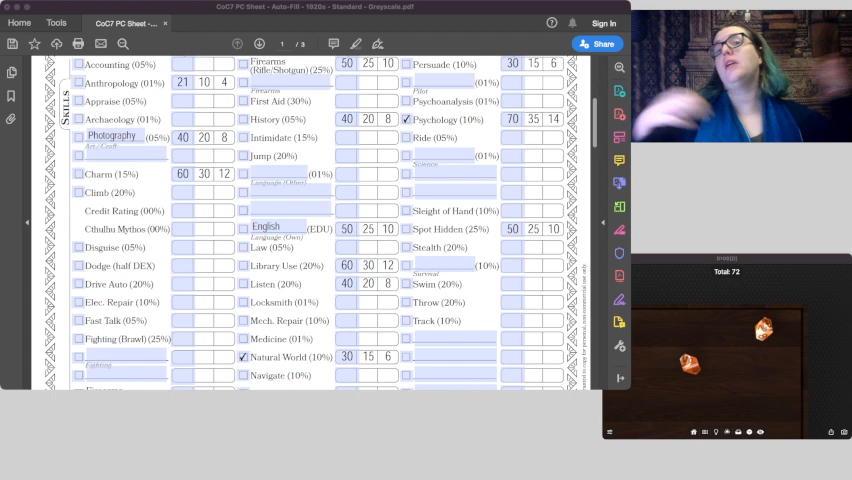 CoC7 PC Sheet - Auto-Fill - 1920s - Standard - Greyscale.pdf
Home Tools CoC7 PC Sheet -... × Sign In
1 / 3 Share
SKILLS
Accounting (05%)
Anthropology (01%) 21 10 4
Appraise (05%)
Archaeology (01%)
Photography (05%) 40 20 8
Art / Craft
Charm (15%) 60 30 12
Climb (20%)
Credit Rating (00%)
Cthulhu Mythos (00%)
Disguise (05%)
Dodge (half DEX)
Drive Auto (20%)
Elec. Repair (10%)
Fast Talk (05%)
Fighting (Brawl) (25%)
Fighting
Firearms
(Rifle/Shotgun) (25%) 50 25 10
Firearms
First Aid (30%)
History (05%) 40 20 8
Intimidate (15%)
Jump (20%)
(01%)
Language (Other)
English (EDU) 50 25 10
Language (Own)
Law (05%)
Library Use (20%) 60 30 12
Listen (20%) 40 20 8
Locksmith (01%)
Mech. Repair (10%)
Medicine (01%)
Natural World (10%) 30 15 6
Navigate (10%)
Persuade (10%) 30 15 6
(01%)
Pilot
Psychoanalysis (01%)
Psychology (10%) 70 35 14
Ride (05%)
(01%)
Science
Sleight of Hand (10%)
Spot Hidden (25%) 50 25 10
Stealth (20%)
(10%)
Survival
Swim (20%)
Throw (20%)
Track (10%)
Total: 72